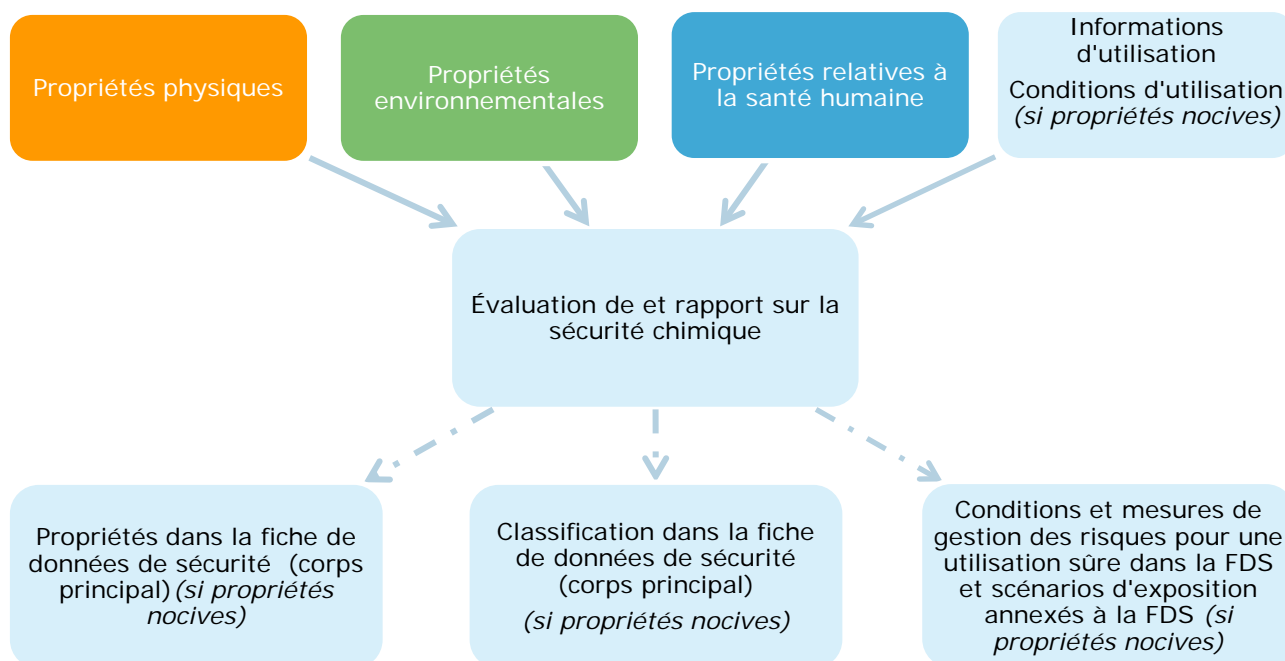 Propriétés physiques
Propriétés
environnementales
Propriétés relatives à
la santé humaine
Informations
d'utilisation
Conditions d'utilisation
(si propriétés nocives)
Évaluation de et rapport sur la
sécurité chimique
Propriétés dans la fiche de
données de sécurité (corps
principal) (si propriétés
nocives)
Classification dans la fiche
de données de sécurité
(corps principal)
(si propriétés nocives)
Conditions et mesures de
gestion des risques pour une
utilisation sûre dans la FDS
et scénarios d'exposition
annexés à la FDS (si
propriétés nocives)